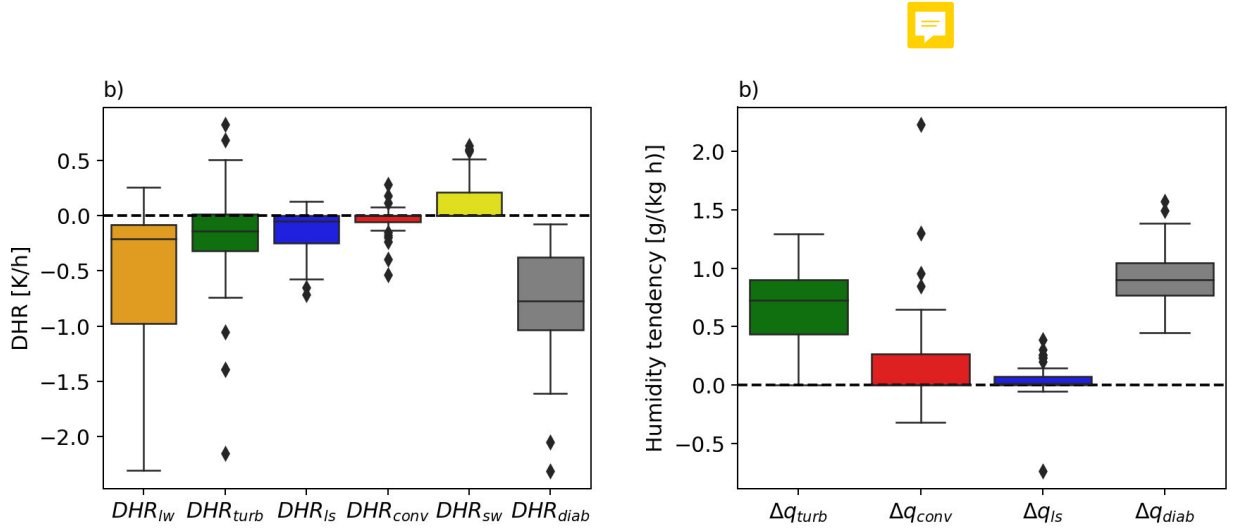 b)
DHR [K/h]
0.5
0.0
−0.5
−1.0
−1.5
−2.0
DHR_lw DHR_turb DHR_ls DHR_conv DHR_sw DHR_diab
b)
Humidity tendency [g/(kg h)]
2.0
1.5
1.0
0.5
0.0
−0.5
Δq_turb Δq_conv Δq_ls Δq_diab